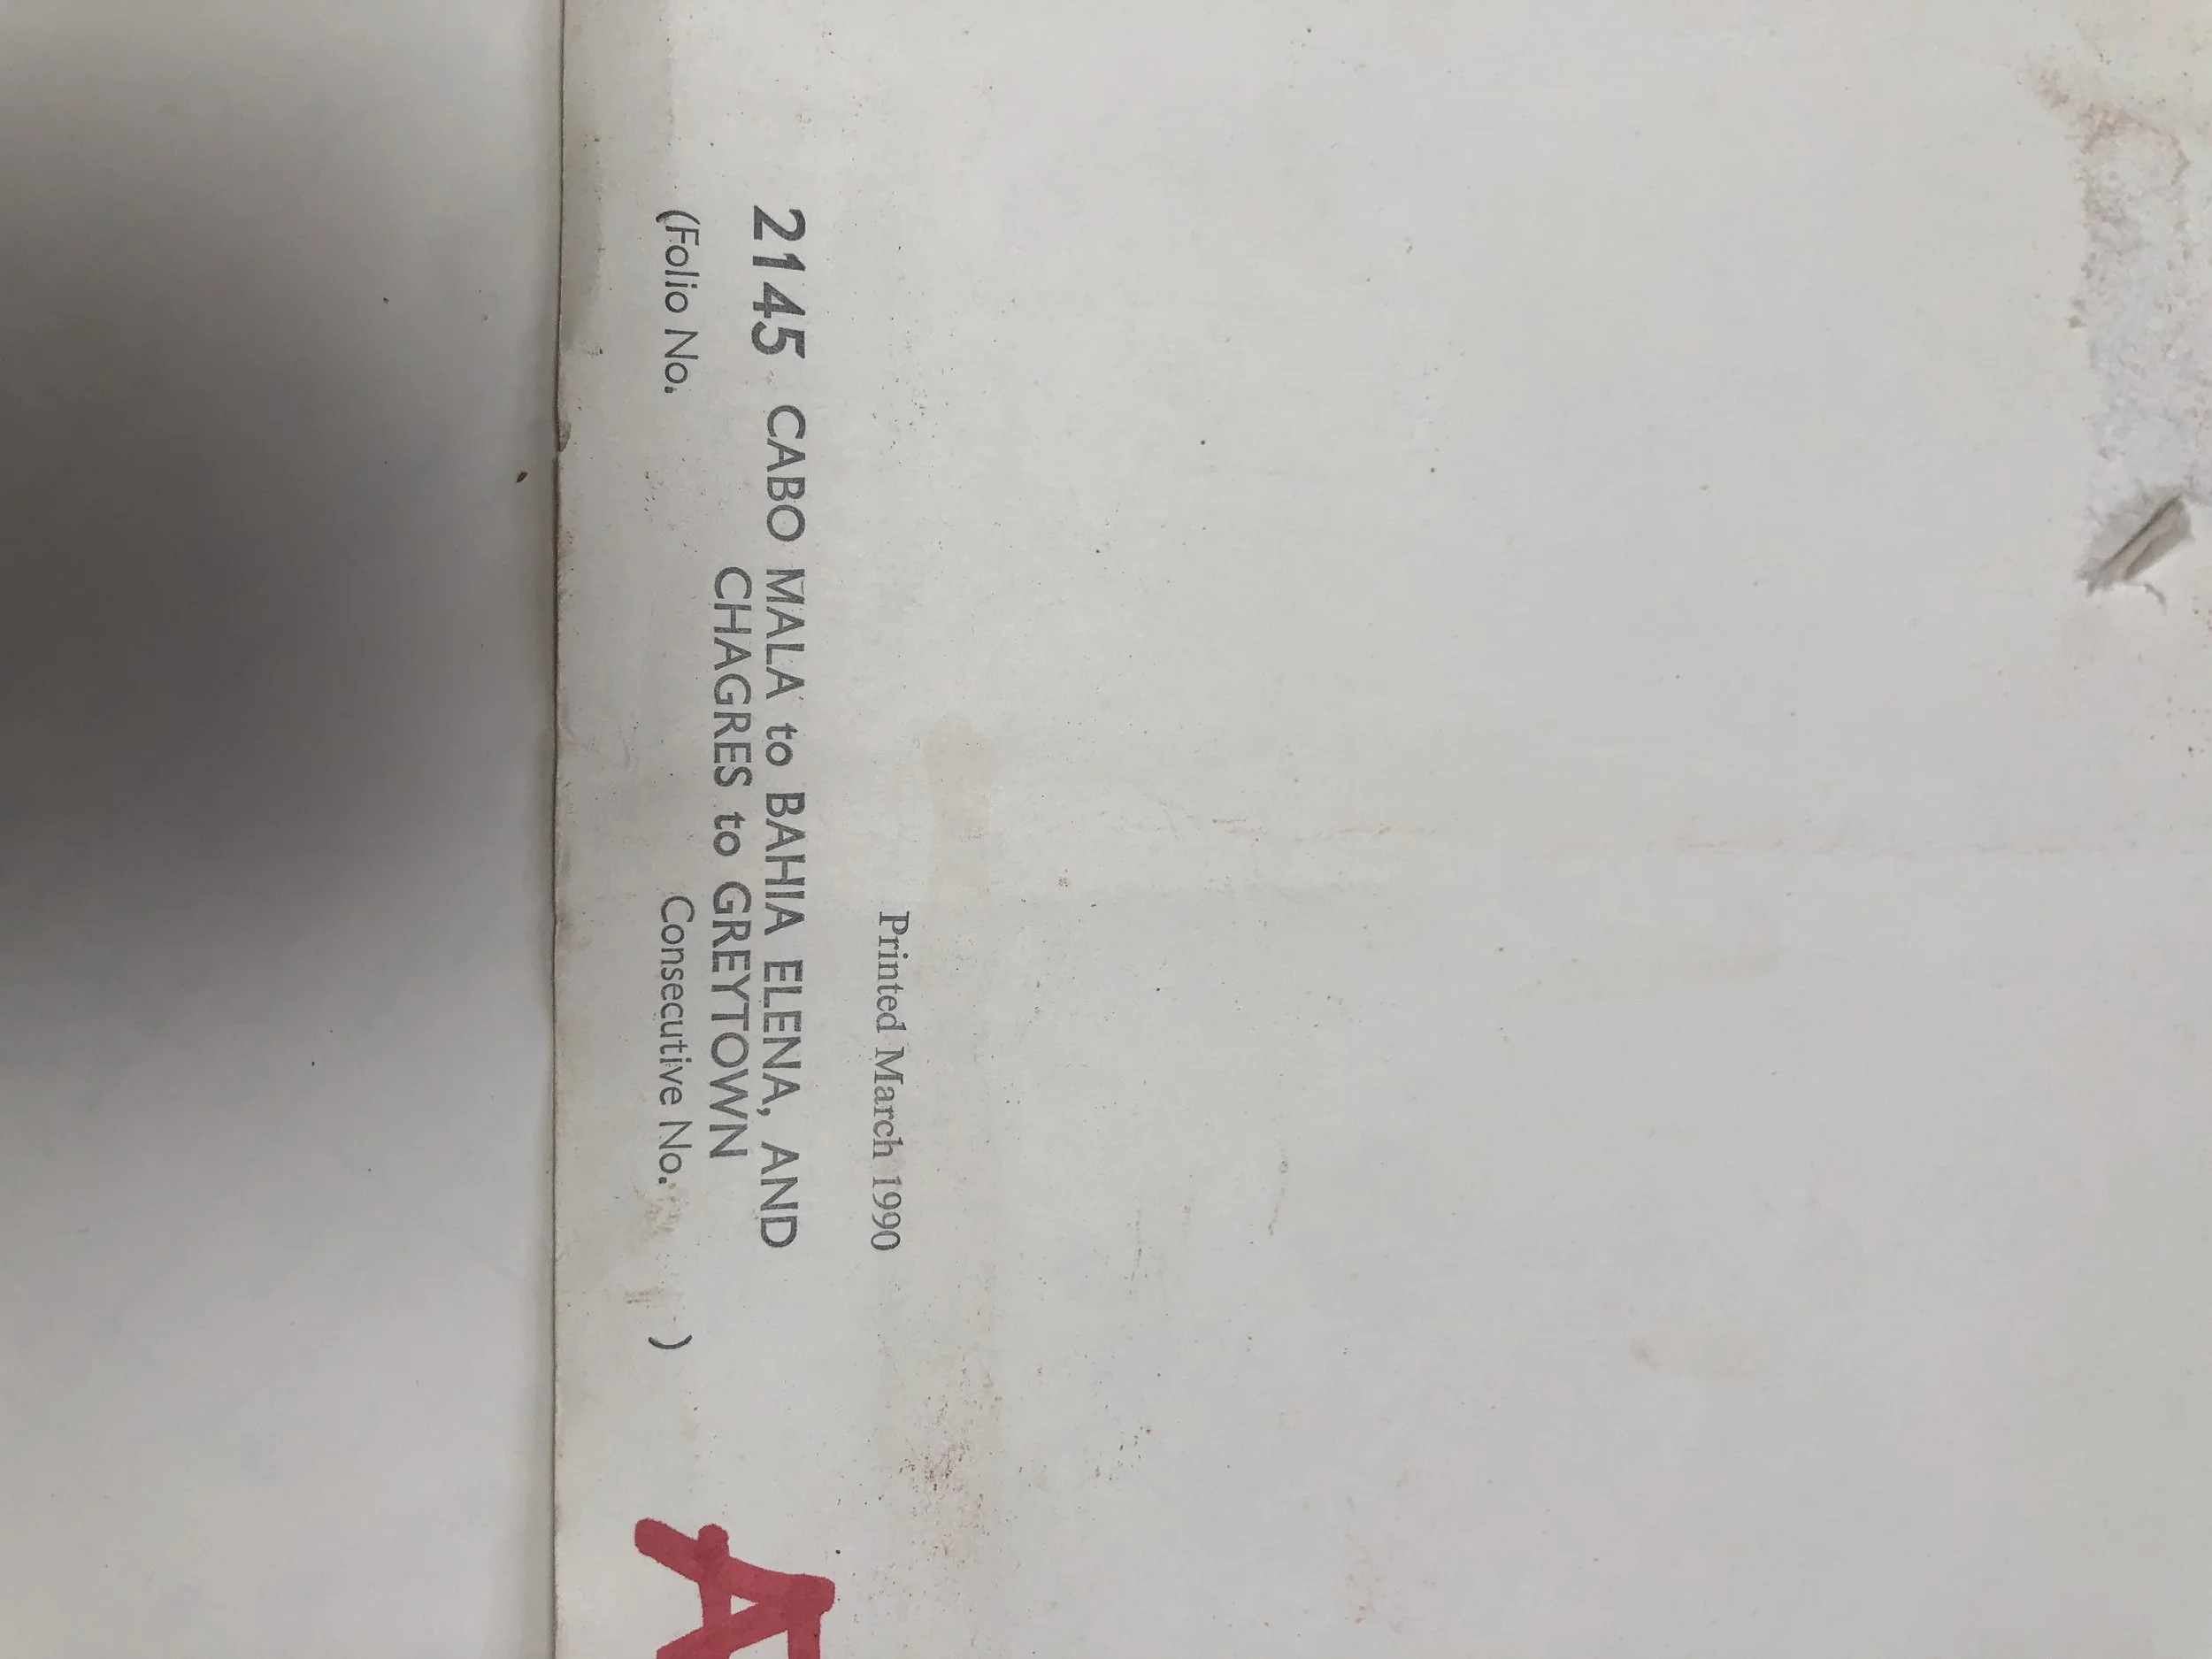 Printed March 1990
2145 CABO MALA to BAHIA ELENA, AND
CHAGRES to GREYTOWN
(Folio No. Consecutive No. )
A